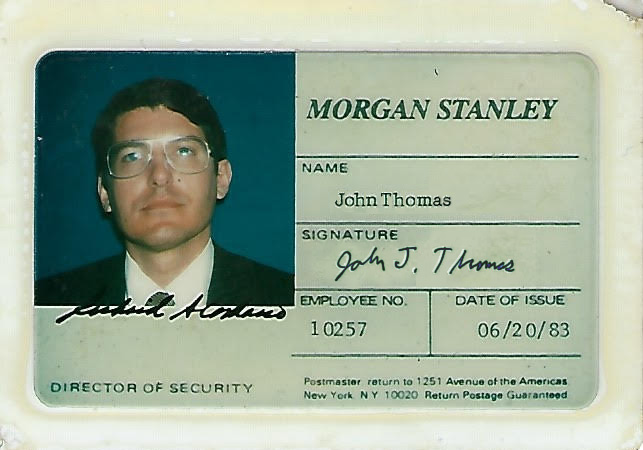 MORGAN STANLEY
NAME
John Thomas
SIGNATURE
John J. Thomas
EMPLOYEE NO.
DATE OF ISSUE
10257
06/20/83
DIRECTOR OF SECURITY
Postmaster return to 1251 Avenue of the Americas
New York, NY 10020 Return Postage Guaranteed